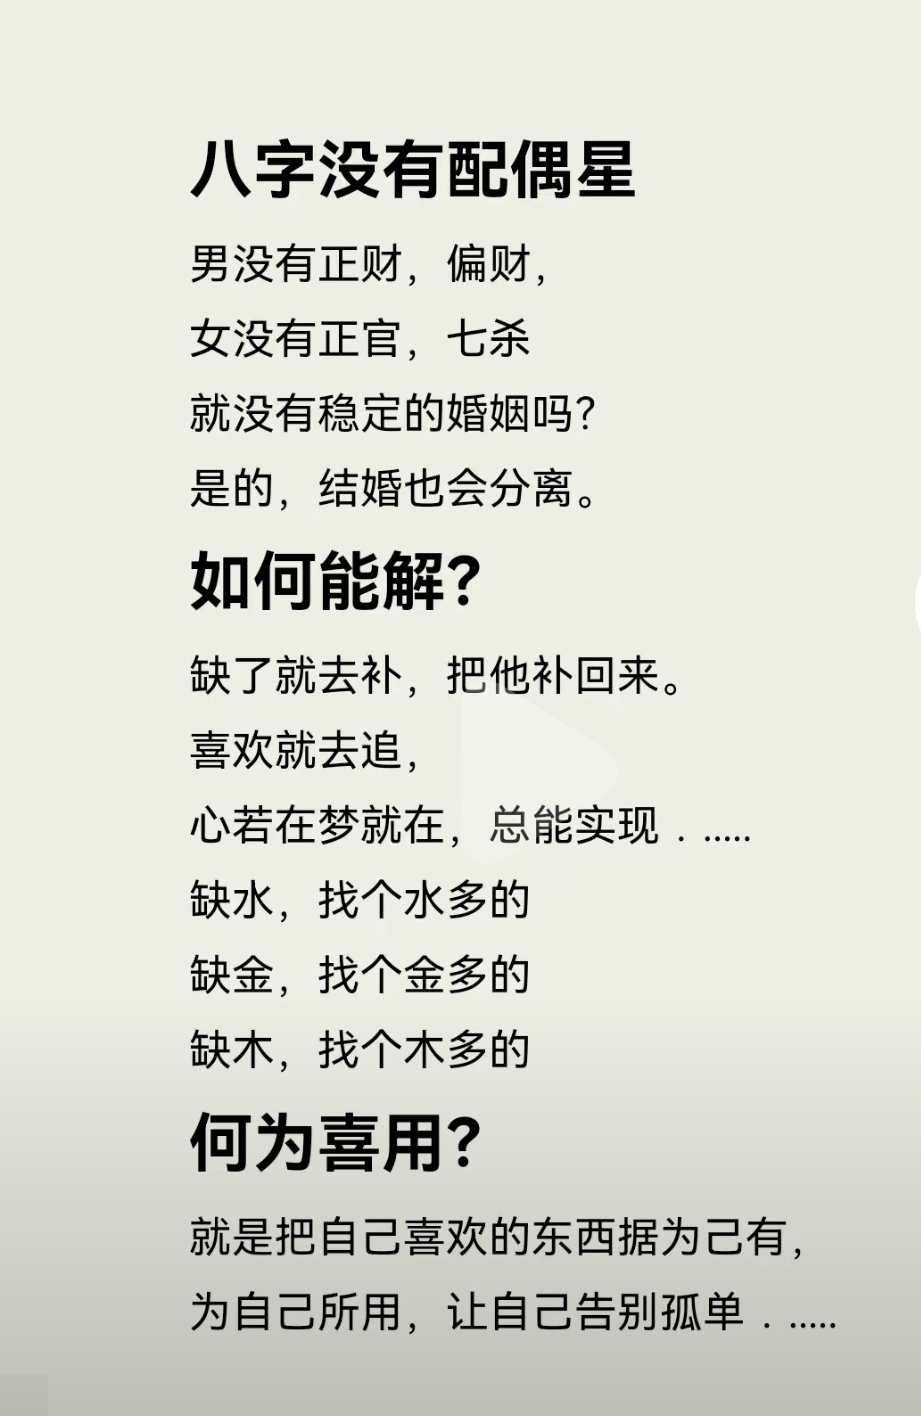 八字没有配偶星
男没有正财，偏财，
女没有正官，七杀
就没有稳定的婚姻吗？
是的，结婚也会分离。
如何能解？
缺了就去补，把他补回来。
喜欢就去追，
心若在梦就在，总能实现 . .....
缺水，找个水多的
缺金，找个金多的
缺木，找个木多的
何为喜用？
就是把自己喜欢的东西据为己有，
为自己所用，让自己告别孤单 . .....